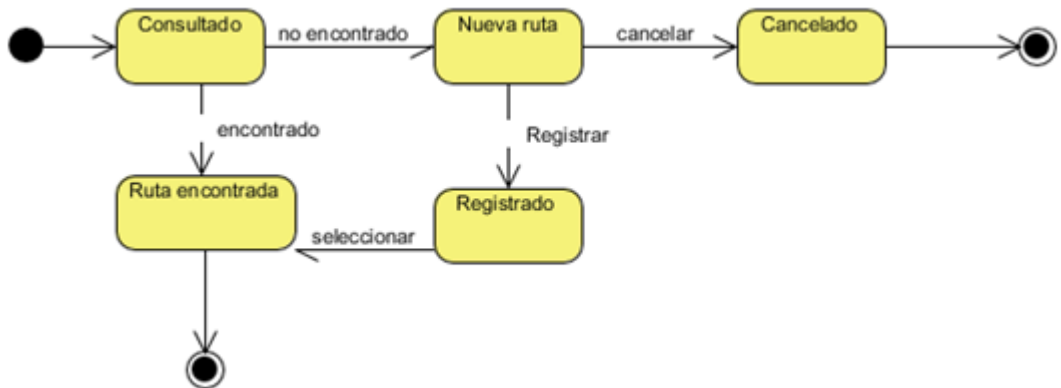 Consultado
no encontrado
Nueva ruta
cancelar
Cancelado
encontrado
Registrar
Ruta encontrada
seleccionar
Registrado